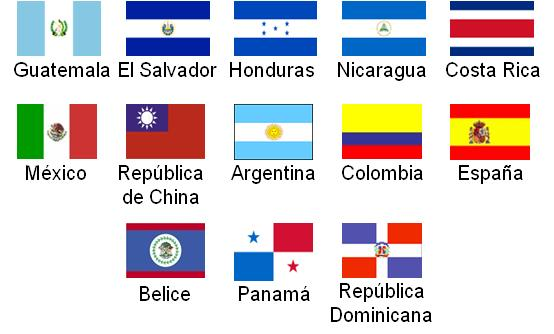 Guatemala El Salvador Honduras Nicaragua Costa Rica
México República de China Argentina Colombia España
Belice Panamá República Dominicana